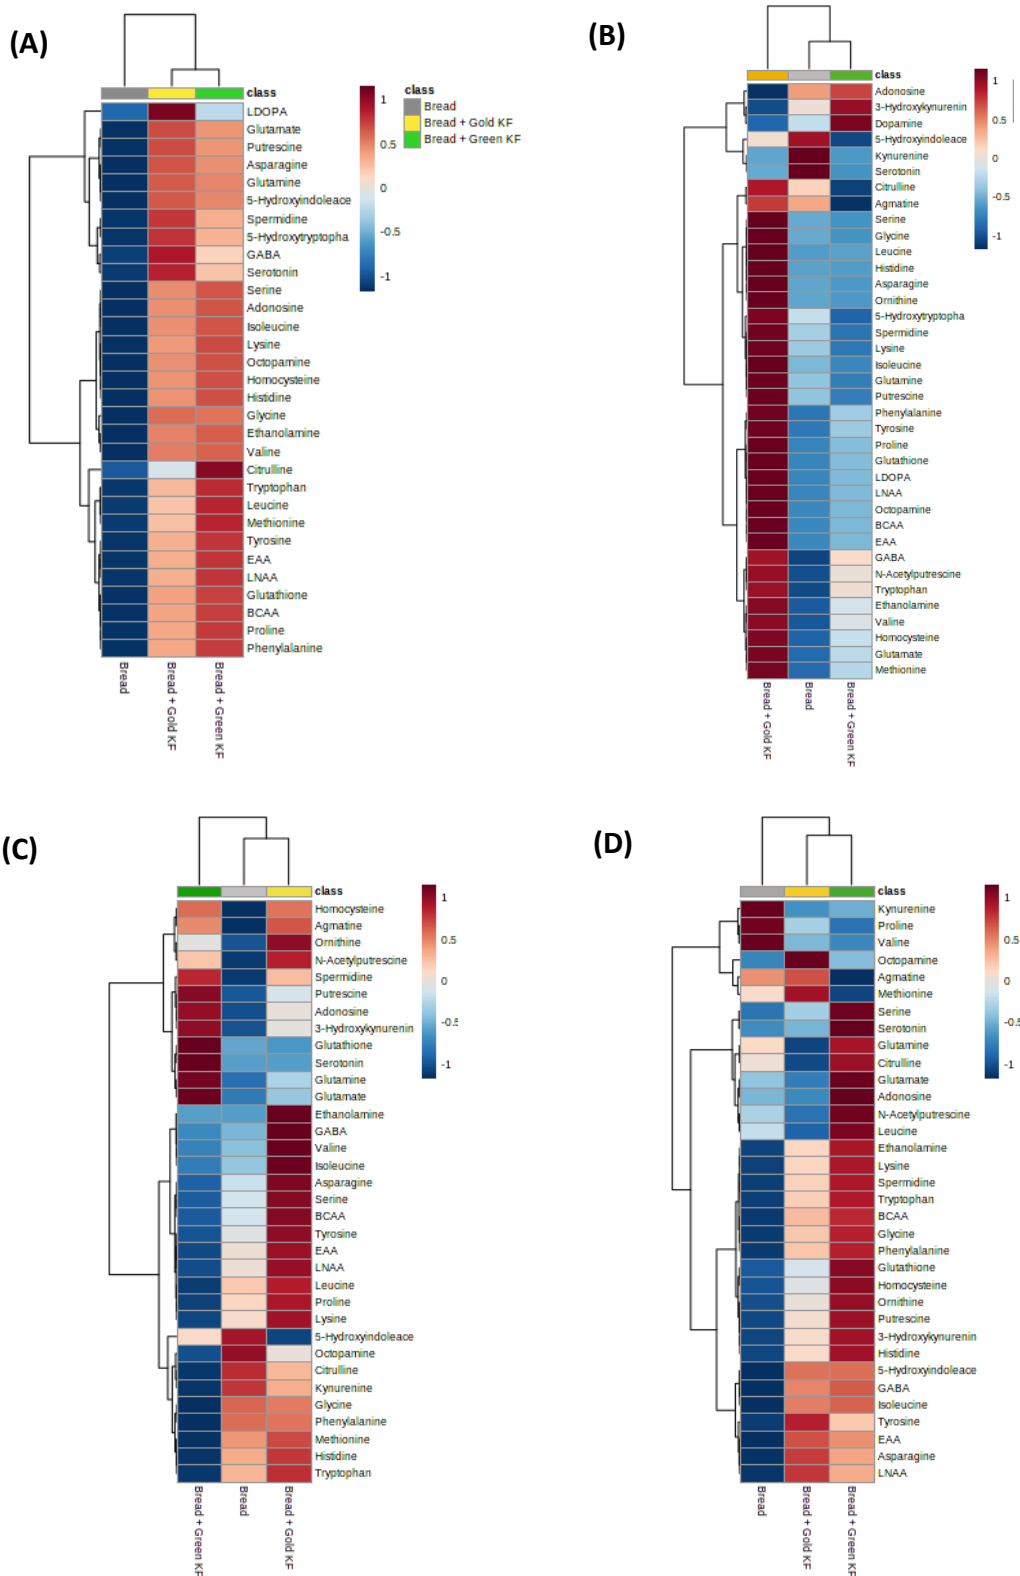 (A)
class
Bread
Bread + Gold KF
Bread + Green KF
1
0.5
0
-0.5
-1
LDOPA
Glutamate
Putrescine
Asparagine
Glutamine
5-Hydroxyindoleace
Spermidine
5-Hydroxytryptopha
GABA
Serotonin
Serine
Adonosine
Isoleucine
Lysine
Octopamine
Homocysteine
Histidine
Glycine
Ethanolamine
Valine
Citrulline
Tryptophan
Leucine
Methionine
Tyrosine
EAA
LNAA
Glutathione
BCAA
Proline
Phenylalanine
Bread
Bread + Gold KF
Bread + Green KF
(B)
class
1
0.5
0
-0.5
-1
Adonosine
3-Hydroxykynurenin
Dopamine
5-Hydroxyindoleace
Kynurenine
Serotonin
Citrulline
Agmatine
Serine
Glycine
Leucine
Histidine
Asparagine
Ornithine
5-Hydroxytryptopha
Spermidine
Lysine
Isoleucine
Glutamine
Putrescine
Phenylalanine
Tyrosine
Proline
Glutathione
LDOPA
LNAA
Octopamine
BCAA
EAA
GABA
N-Acetylputrescine
Tryptophan
Ethanolamine
Valine
Homocysteine
Glutamate
Methionine
Bread + Gold KF
Bread
Bread + Green KF
(C)
class
1
0.5
0
-0.5
-1
Homocysteine
Agmatine
Ornithine
N-Acetylputrescine
Spermidine
Putrescine
Adonosine
3-Hydroxykynurenin
Glutathione
Serotonin
Glutamine
Glutamate
Ethanolamine
GABA
Valine
Isoleucine
Asparagine
Serine
BCAA
Tyrosine
EAA
LNAA
Leucine
Proline
Lysine
5-Hydroxyindoleace
Octopamine
Citrulline
Kynurenine
Glycine
Phenylalanine
Methionine
Histidine
Tryptophan
Bread + Green KF
Bread
Bread + Gold KF
(D)
class
1
0.5
0
-0.5
-1
Kynurenine
Proline
Valine
Octopamine
Agmatine
Methionine
Serine
Serotonin
Glutamine
Citrulline
Glutamate
Adonosine
N-Acetylputrescine
Leucine
Ethanolamine
Lysine
Spermidine
Tryptophan
BCAA
Glycine
Phenylalanine
Glutathione
Homocysteine
Ornithine
Putrescine
3-Hydroxykynurenin
Histidine
5-Hydroxyindoleace
GABA
Isoleucine
Tyrosine
EAA
Asparagine
LNAA
Bread
Bread + Gold KF
Bread + Green KF